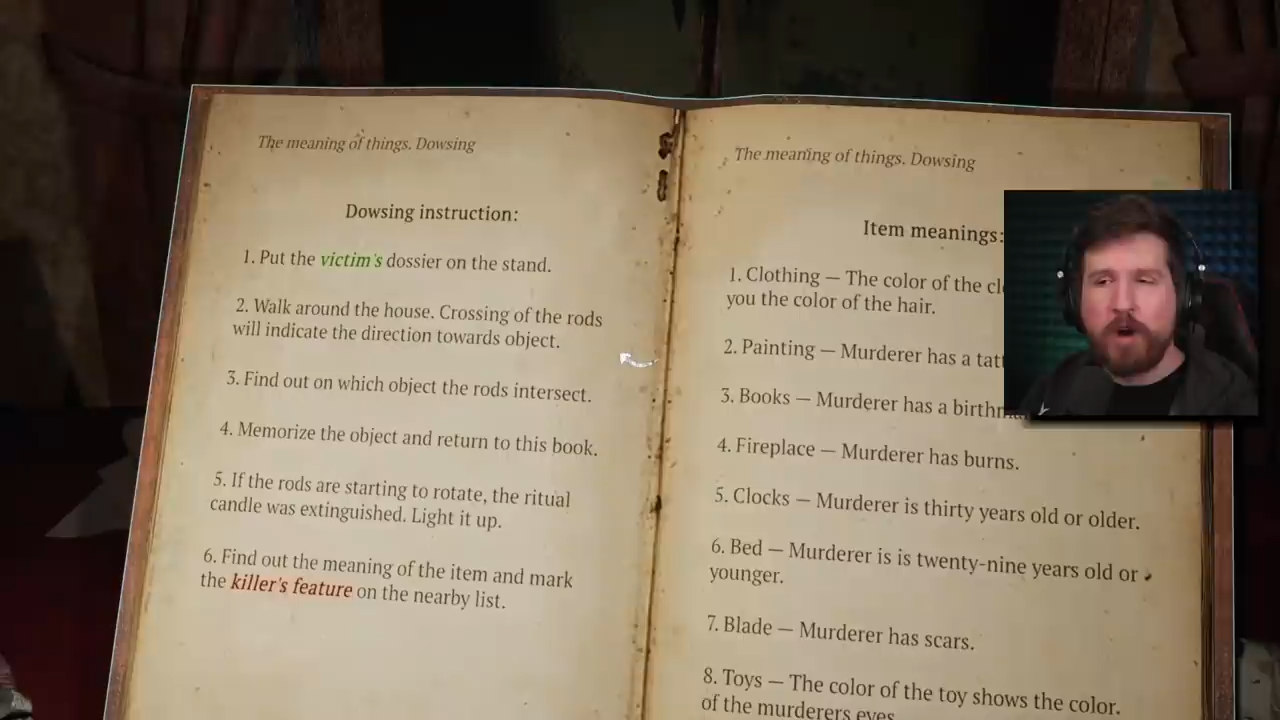 The meaning of things. Dowsing
Dowsing instruction:
1. Put the victim's dossier on the stand.
2. Walk around the house. Crossing of the rods
will indicate the direction towards object.
3. Find out on which object the rods intersect.
4. Memorize the object and return to this book.
5. If the rods are starting to rotate, the ritual
candle was extinguished. Light it up.
6. Find out the meaning of the item and mark
the killer's feature on the nearby list.
The meaning of things. Dowsing
Item meanings:
1. Clothing — The color of the
you the color of the hair.
2. Painting — Murderer has a
3. Books — Murderer has a
4. Fireplace — Murderer has burns.
5. Clocks — Murderer is thirty years old or older.
6. Bed — Murderer is is twenty-nine years old or
younger.
7. Blade — Murderer has scars.
8. Toys — The color of the toy shows the color.
of the murderers eyes